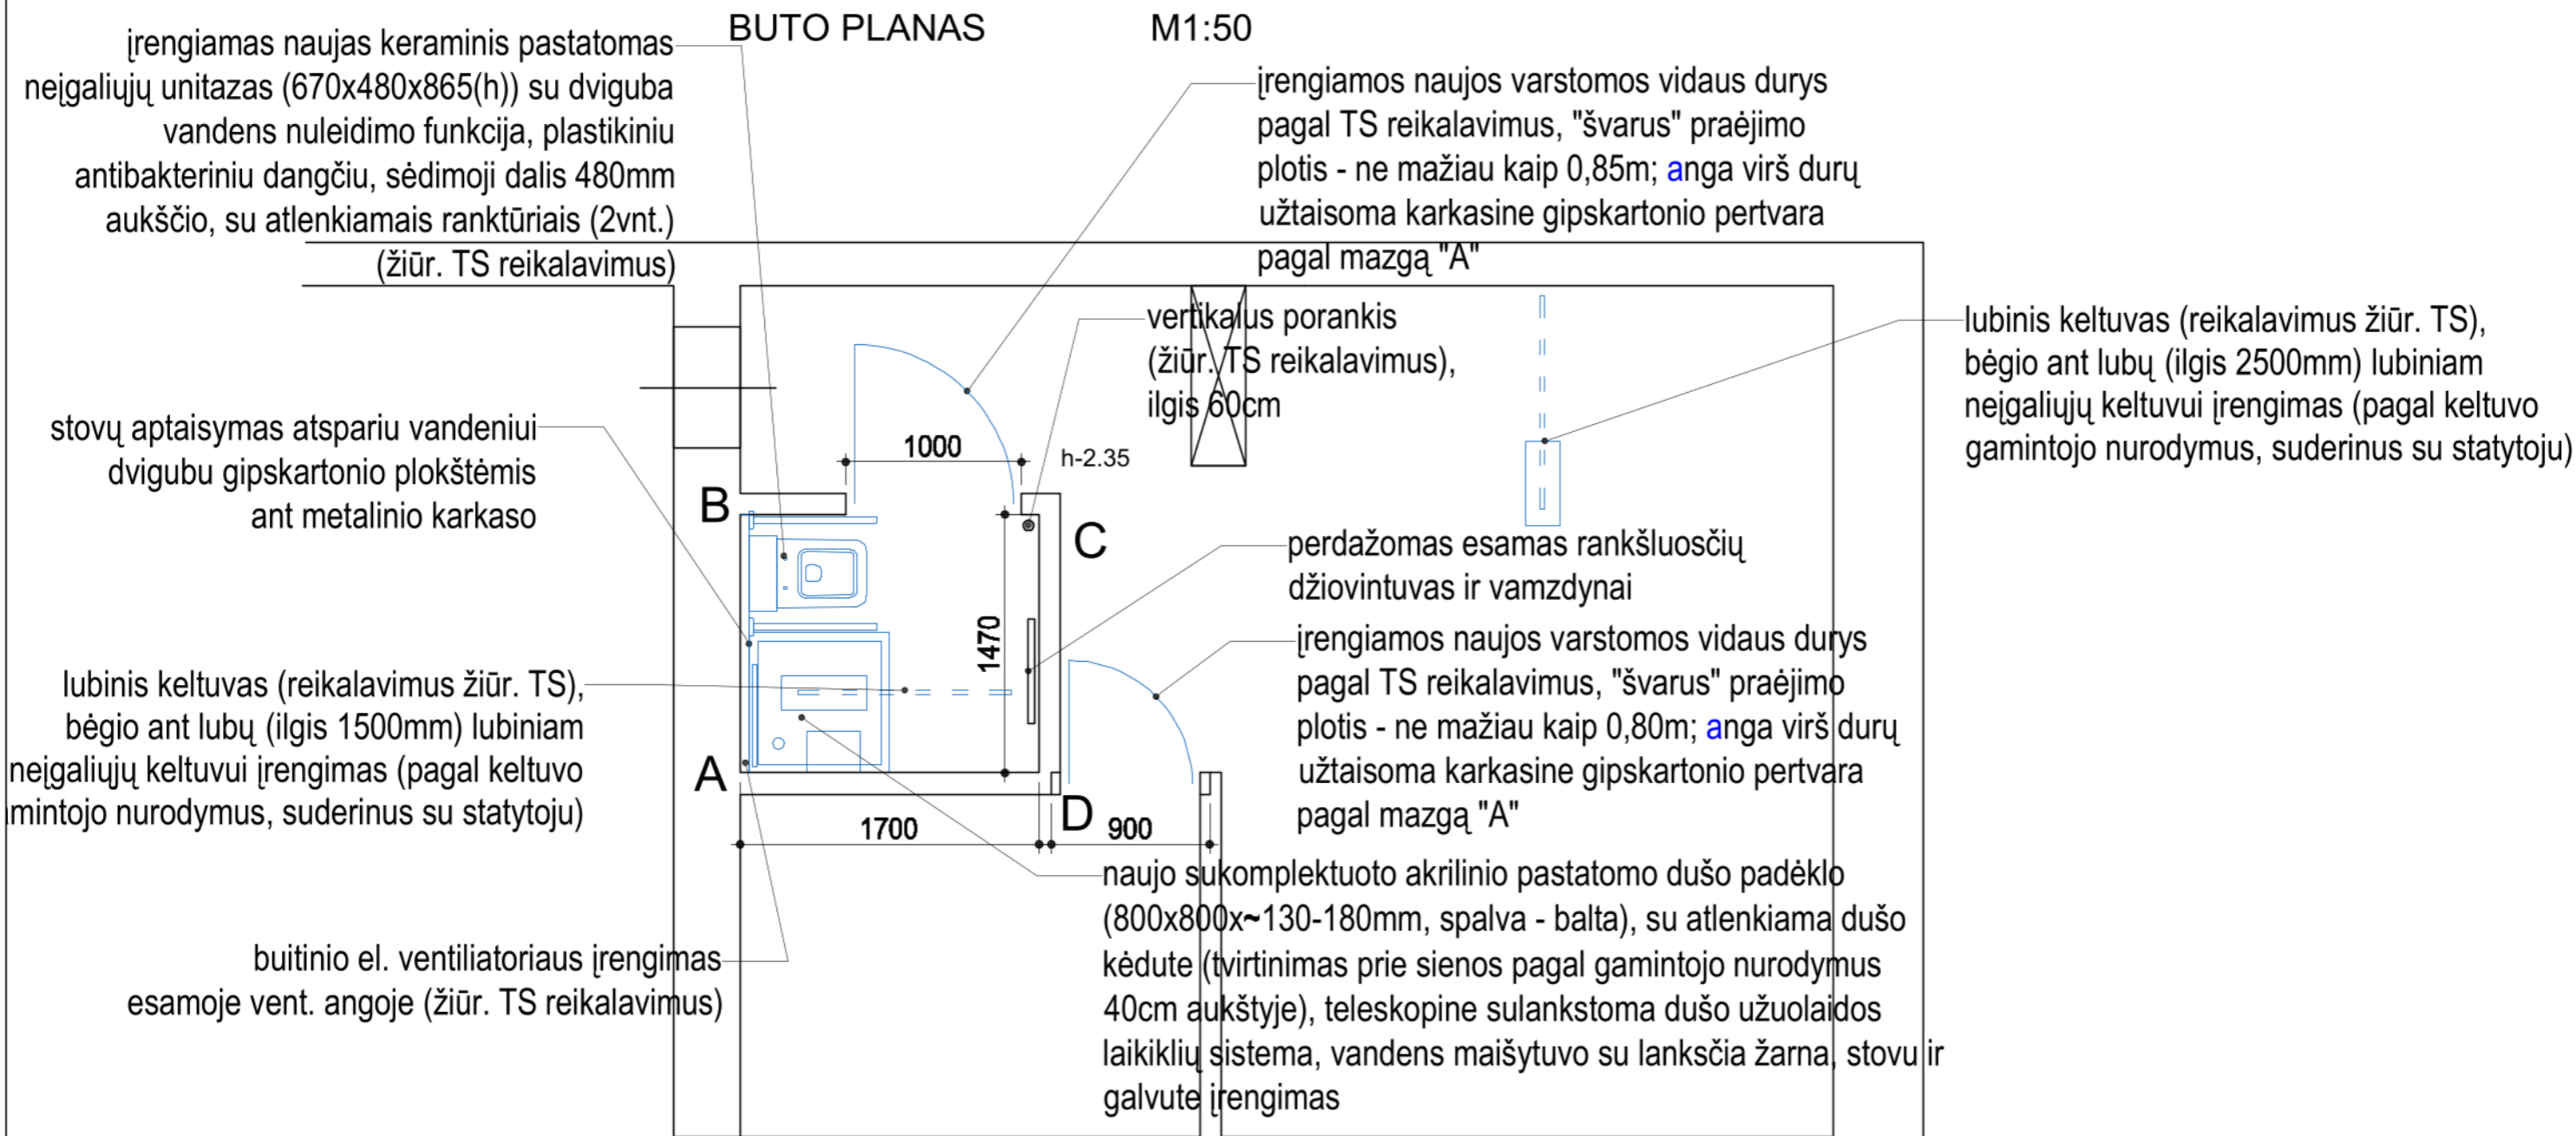 BUTO PLANAS M1:50
įrengiamas naujas keraminis pastatomas
neįgaliųjų unitazas (670x480x865(h)) su dviguba
vandens nuleidimo funkcija, plastikiniu
antibakteriniu dangčiu, sėdimoji dalis 480mm
aukščio, su atlenkiamais ranktūriais (2vnt.)
(žiūr. TS reikalavimus)
įrengiamos naujos varstomos vidaus durys
pagal TS reikalavimus, "švarus" praėjimo
plotis - ne mažiau kaip 0,85m; anga virš durų
užtaisoma karkasine gipskartonio pertvara
pagal mazgą "A"
vertikalus porankis
(žiūr. TS reikalavimus),
ilgis 60cm
lubinis keltuvas (reikalavimus žiūr. TS),
bėgio ant lubų (ilgis 2500mm) lubiniam
neįgaliųjų keltuvui įrengimas (pagal keltuvo
gamintojo nurodymus, suderinus su statytoju)
stovų aptaisymas atspariu vandeniui
dvigubu gipskartonio plokštėmis
ant metalinio karkaso
1000
h-2.35
B
C
1470
perdažomas esamas rankšluosčių
džiovintuvas ir vamzdynai
įrengiamos naujos varstomos vidaus durys
pagal TS reikalavimus, "švarus" praėjimo
plotis - ne mažiau kaip 0,80m; anga virš durų
užtaisoma karkasine gipskartonio pertvara
pagal mazgą "A"
lubinis keltuvas (reikalavimus žiūr. TS),
bėgio ant lubų (ilgis 1500mm) lubiniam
neįgaliųjų keltuvui įrengimas (pagal keltuvo
amintojo nurodymus, suderinus su statytoju)
A
D
1700
900
naujo sukomplektuoto akrilinio pastatomo dušo padėklo
(800x800x~130-180mm, spalva - balta), su atlenkiama dušo
kėdute (tvirtinimas prie sienos pagal gamintojo nurodymus
40cm aukštyje), teleskopine sulankstoma dušo užuolaidos
laikiklių sistema, vandens maišytuvo su lanksčia žarna, stovu ir
galvute įrengimas
buitinio el. ventiliatoriaus įrengimas
esamoje vent. angoje (žiūr. TS reikalavimus)